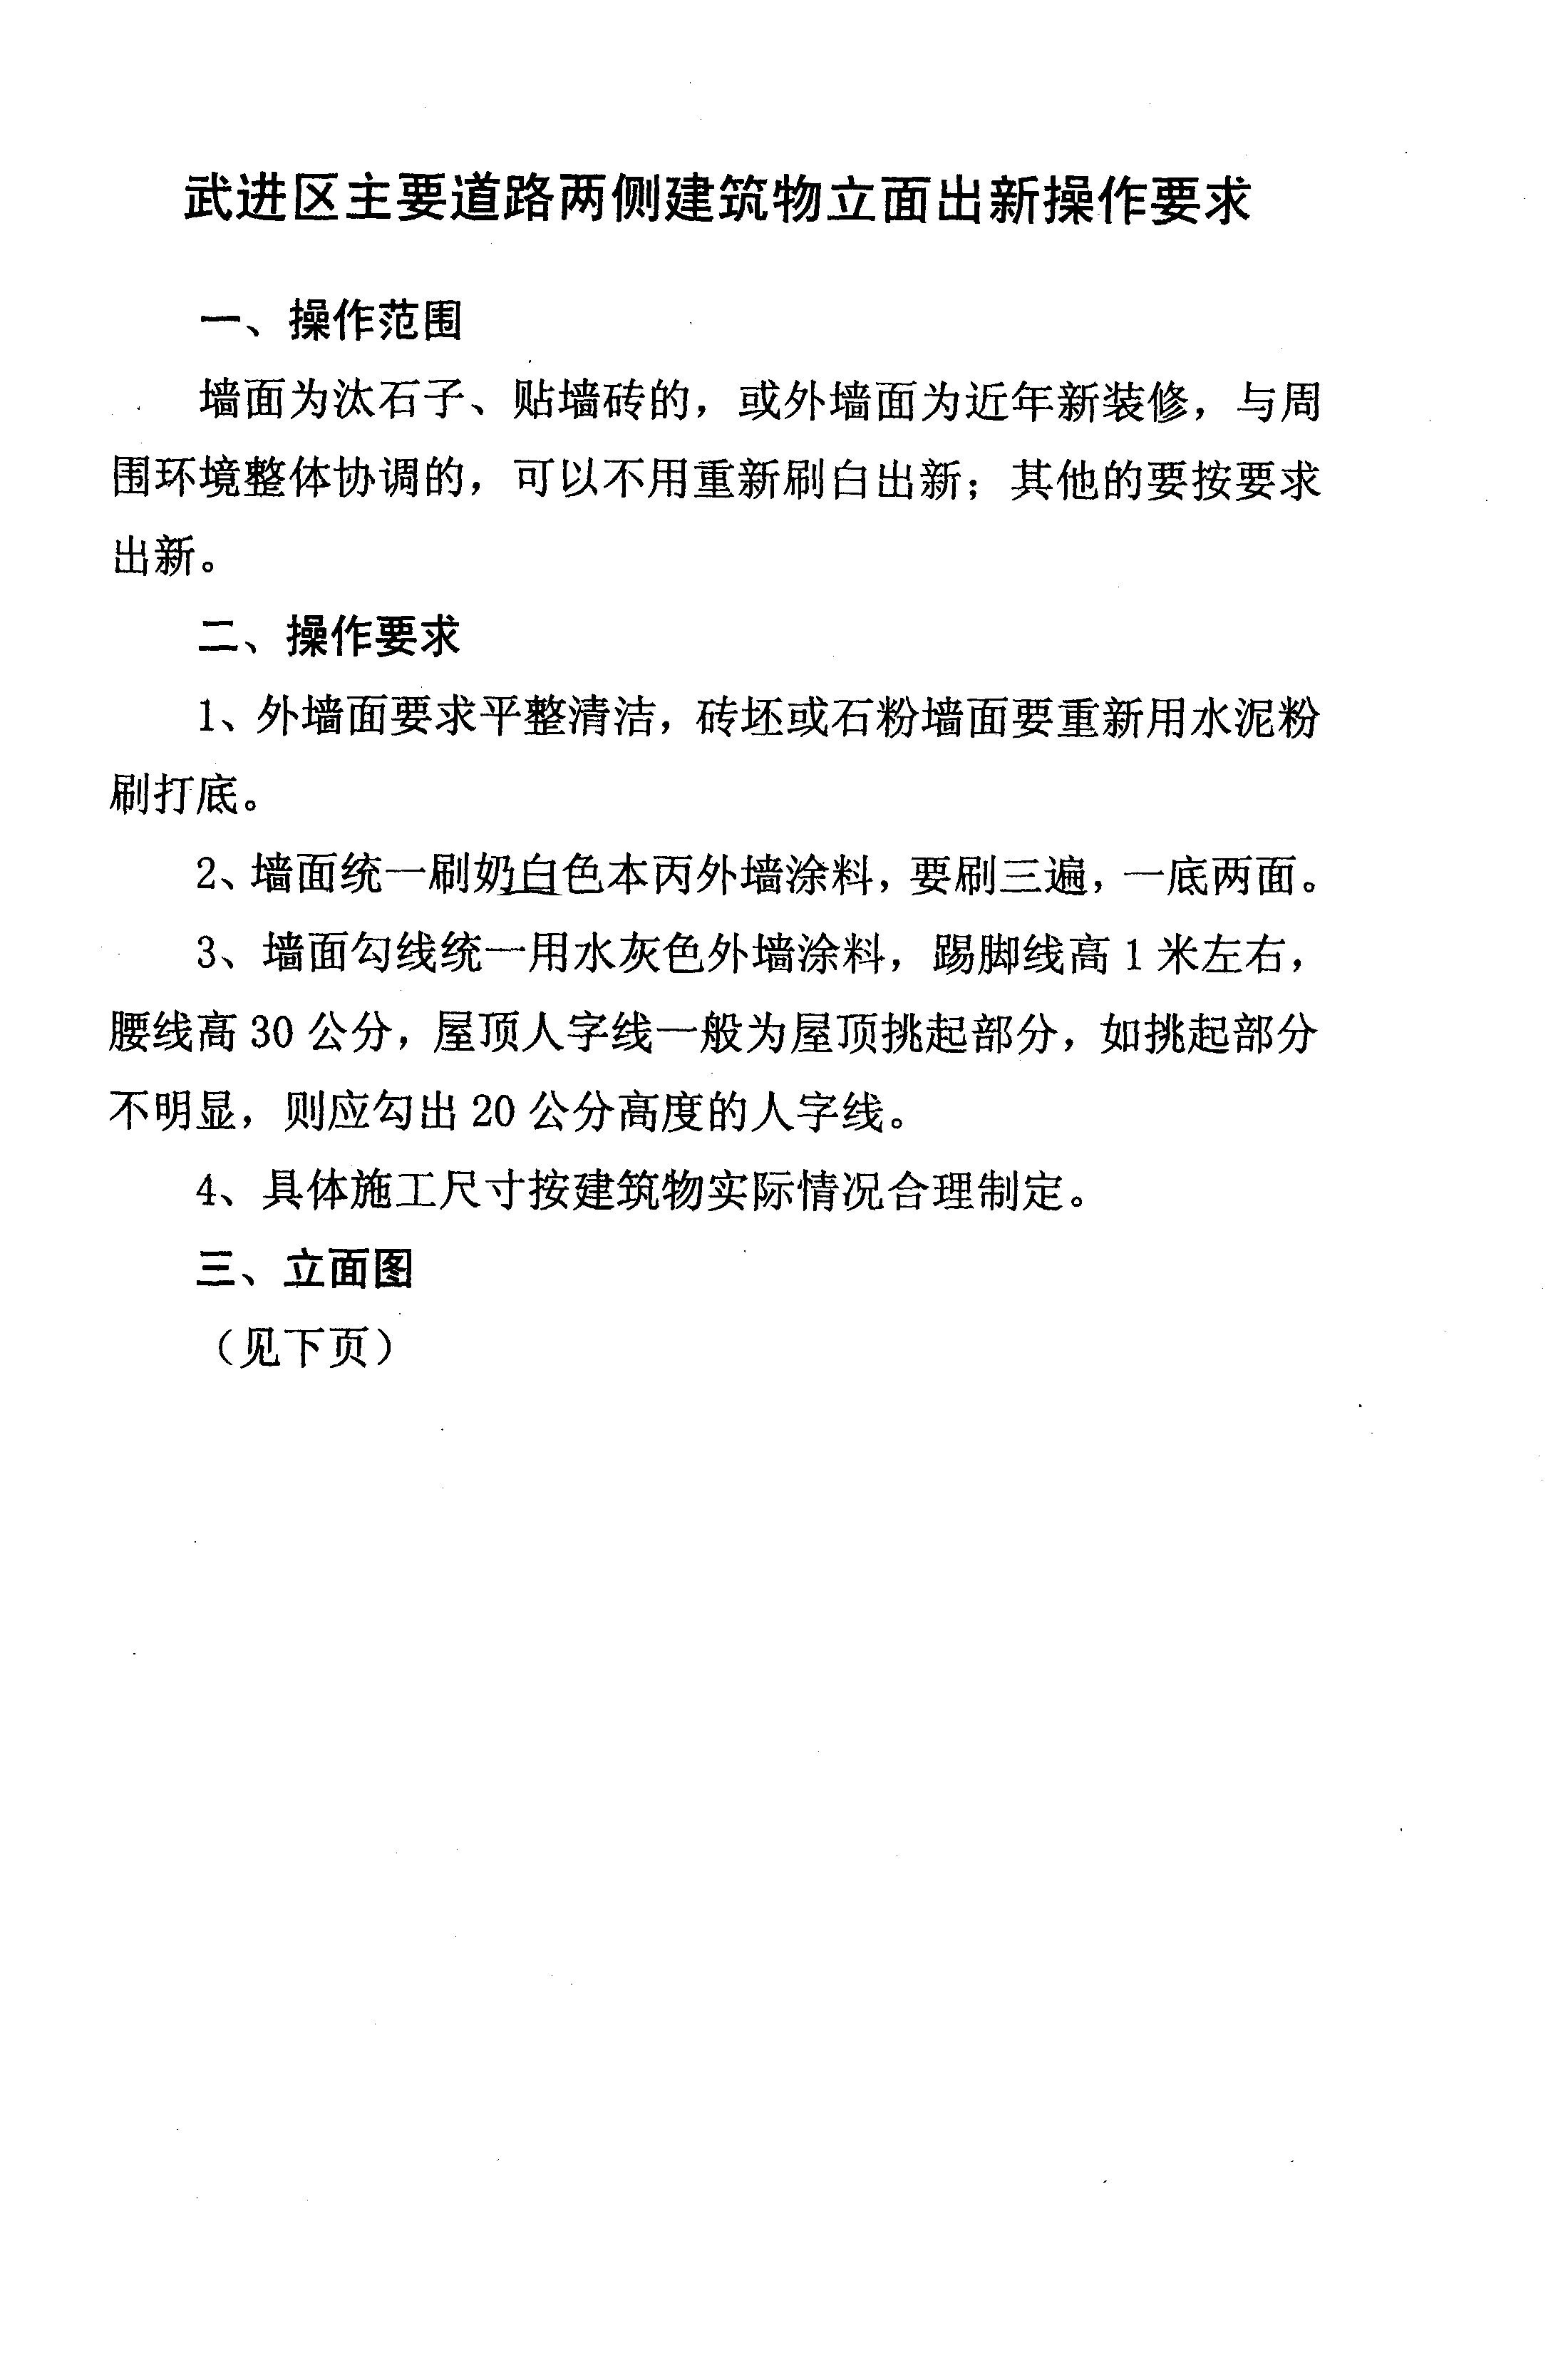 武进区主要道路两侧建筑物立面出新操作要求
一、操作范围
墙面为汰石子、贴墙砖的，或外墙面为近年新装修，与周
围环境整体协调的，可以不用重新刷白出新；其他的要按要求
出新。
二、操作要求
1、外墙面要求平整清洁，砖坯或石粉墙面要重新用水泥粉
刷打底。
2、墙面统一刷奶白色本丙外墙涂料，要刷三遍，一底两面。
3、墙面勾线统一用水灰色外墙涂料，踢脚线高 1 米左右，
腰线高 30 公分，屋顶人字线一般为屋顶挑起部分，如挑起部分
不明显，则应勾出 20 公分高度的人字线。
4、具体施工尺寸按建筑物实际情况合理制定。
三、立面图
（见下页）